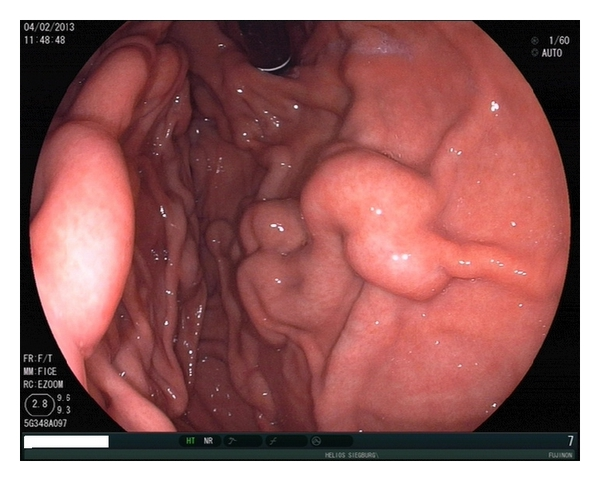 04/02/2013
11:48:48
1/60
AUTO
FR:F/T
MM:FICE
RC:EZOOM
2.8 9.6
9.3
5G348A097
HT NR 7
HELIOS SIEGBURG\ FUJINON